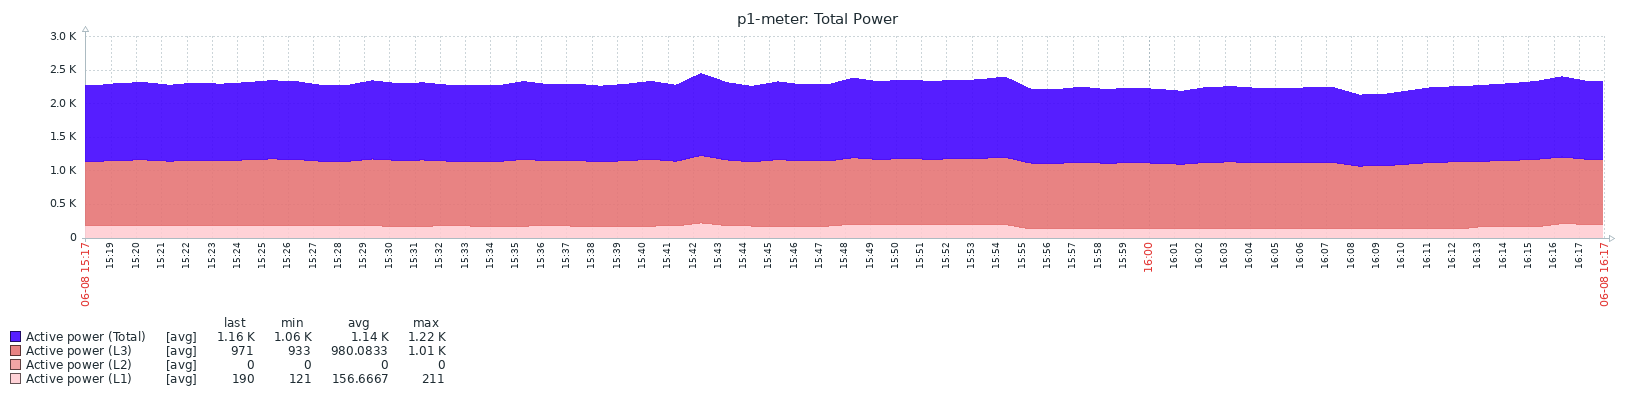 p1-meter: Total Power
3.0 K
2.5 K
2.0 K
1.5 K
1.0 K
0.5 K
0
06-08 15:17 15:19 15:20 15:21 15:22 15:23 15:24 15:25 15:26 15:27 15:28 15:29 15:30 15:31 15:32 15:33 15:34 15:35 15:36 15:37 15:38 15:39 15:40 15:41 15:42 15:43 15:44 15:45 15:46 15:47 15:48 15:49 15:50 15:51 15:52 15:53 15:54 15:55 15:56 15:57 15:58 15:59 16:00 16:01 16:02 16:03 16:04 16:05 16:06 16:07 16:08 16:09 16:10 16:11 16:12 16:13 16:14 16:15 16:16 16:17 06-08 16:17
last min avg max
Active power (Total) [avg] 1.16 K 1.06 K 1.14 K 1.22 K
Active power (L3) [avg] 971 933 980.0833 1.01 K
Active power (L2) [avg] 0 0 0 0
Active power (L1) [avg] 190 121 156.6667 211